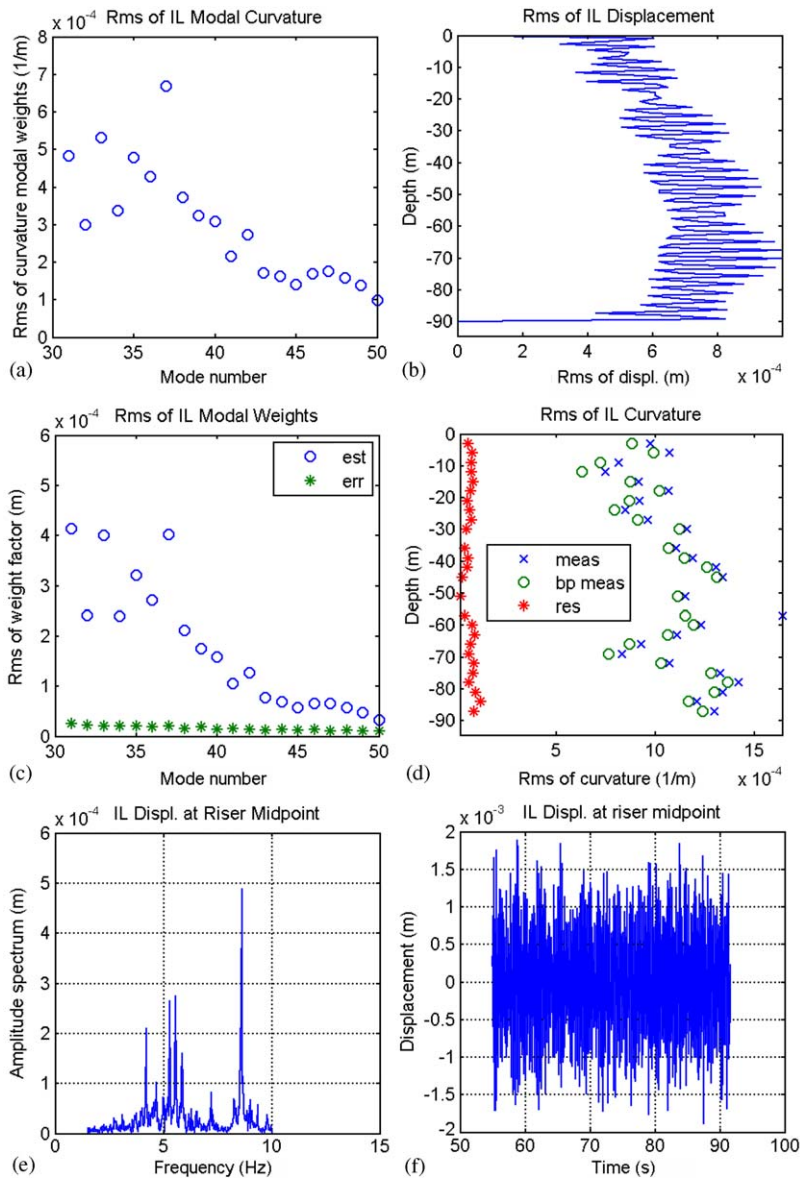 x 10-4
Rms of IL Modal Curvature
Rms of curvature modal weights (1/m)
8
7
6
5
4
3
2
1
0
30 35 40 45 50
(a)
Mode number
Rms of IL Displacement
Depth (m)
0
-10
-20
-30
-40
-50
-60
-70
-80
-90
0 2 4 6 8
(b)
Rms of displ. (m)
x 10-4
x 10-4
Rms of IL Modal Weights
Rms of weight factor (m)
6
5
4
3
2
1
0
est
err
30 35 40 45 50
(c)
Mode number
Rms of IL Curvature
Depth (m)
0
-10
-20
-30
-40
-50
-60
-70
-80
-90
meas
bp meas
res
5 10 15
(d)
Rms of curvature (1/m)
x 10-4
x 10-4
IL Displ. at Riser Midpoint
Amplitude spectrum (m)
6
5
4
3
2
1
0
0 5 10 15
(e)
Frequency (Hz)
x 10-3
IL Disp. at riser midpoint
Displacement (m)
2
1.5
1
0.5
0
-0.5
-1
-1.5
-2
50 60 70 80 90 100
(f)
Time (s)